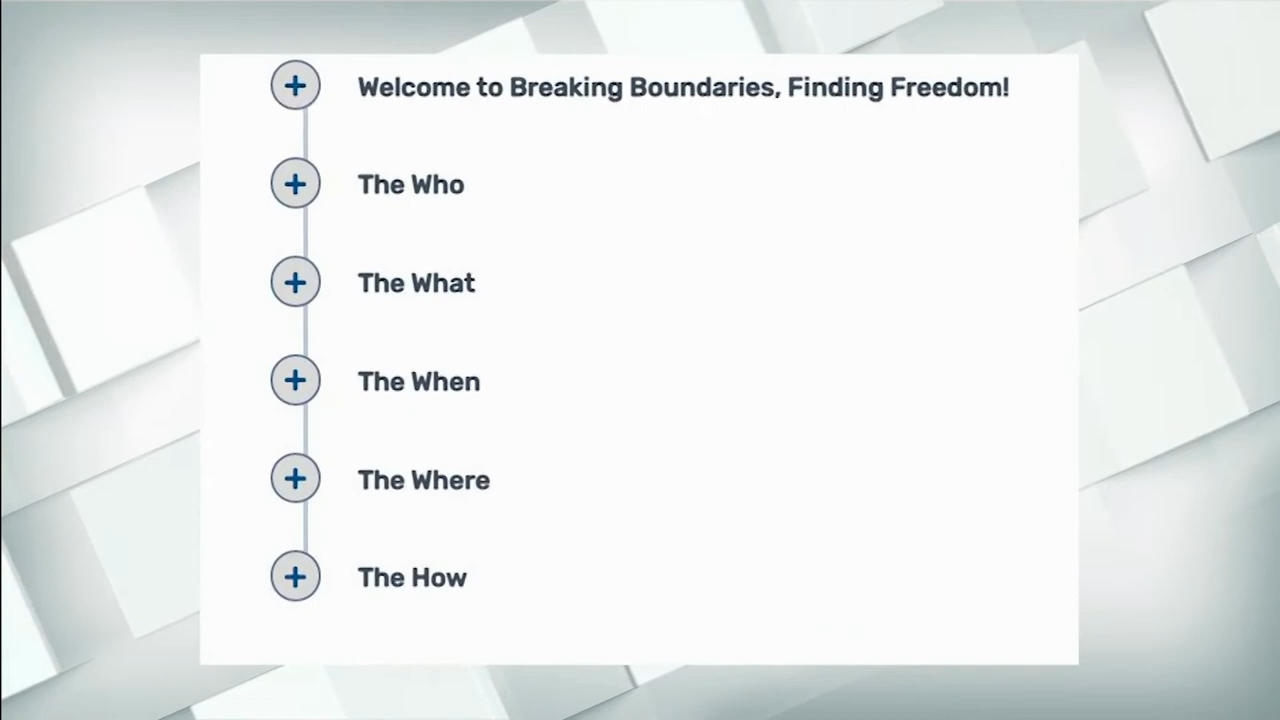 Welcome to Breaking Boundaries, Finding Freedom!
The Who
The What
The When
The Where
The How